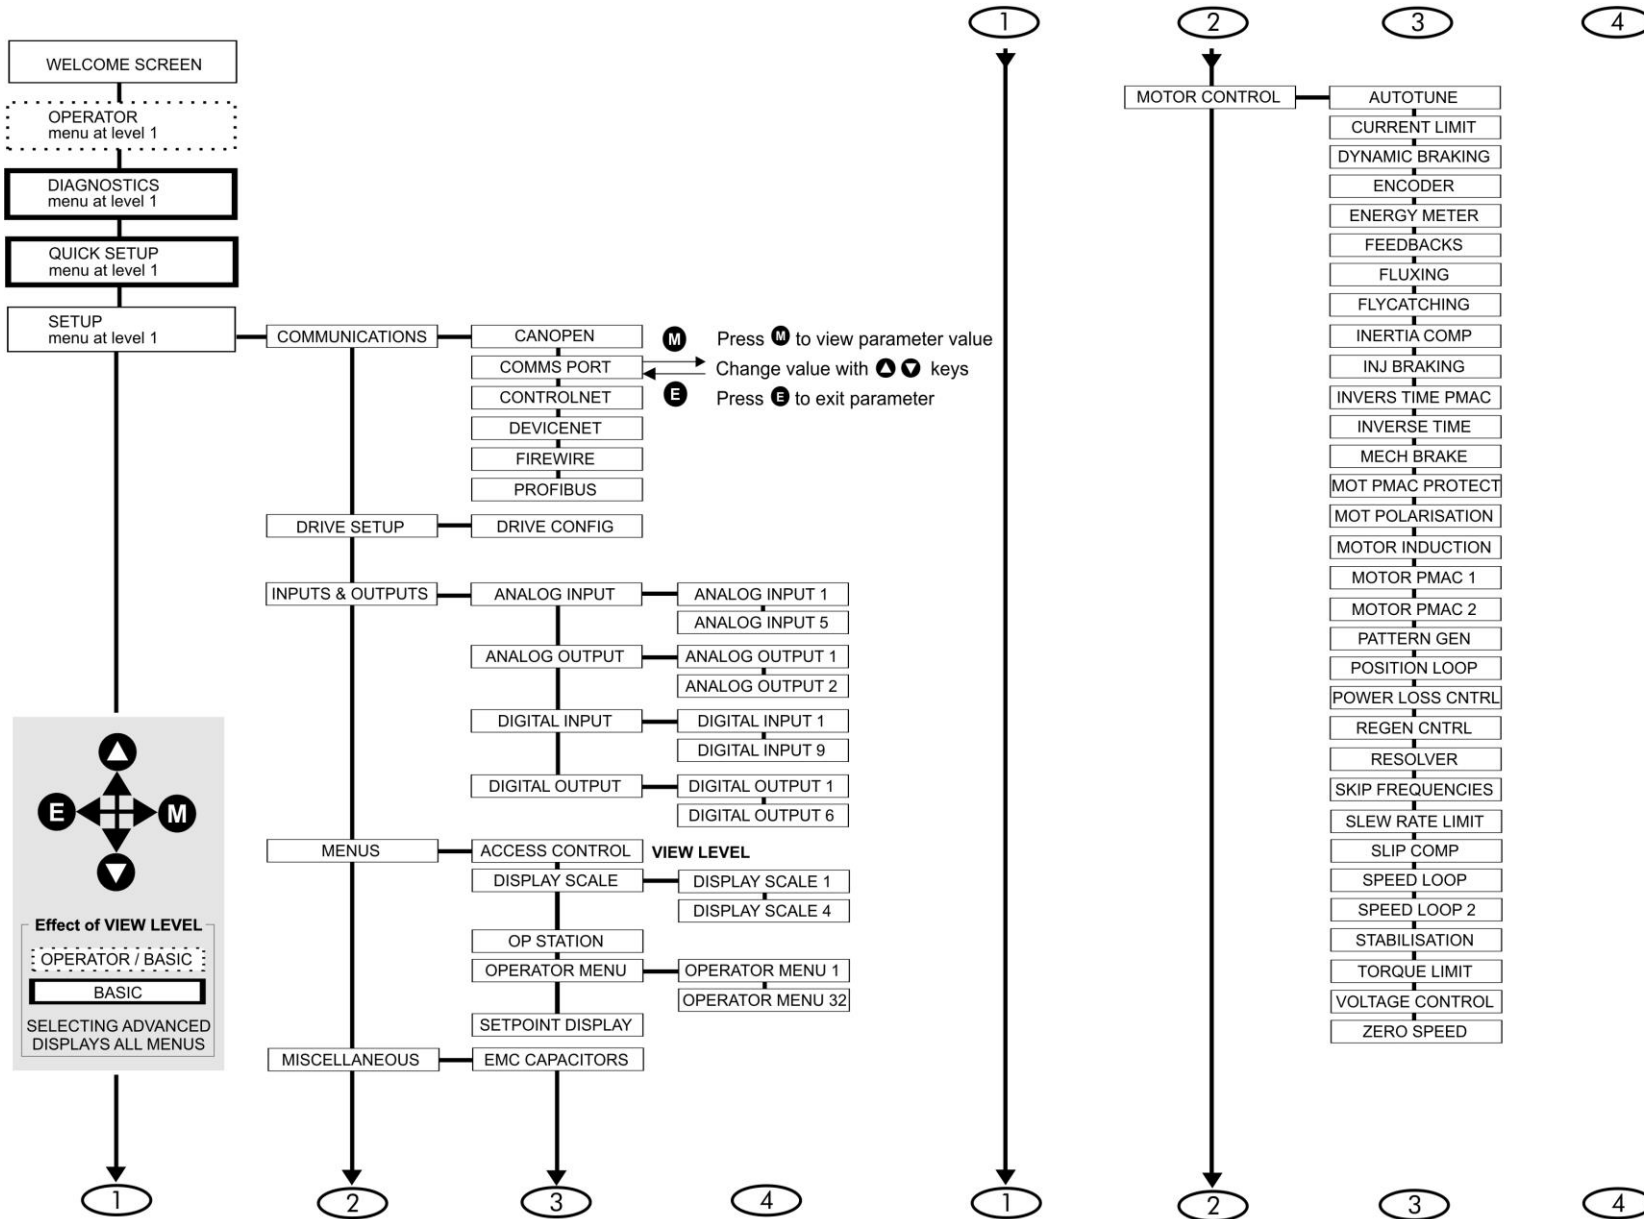 1
2
3
4
WELCOME SCREEN
OPERATOR
menu at level 1
DIAGNOSTICS
menu at level 1
QUICK SETUP
menu at level 1
SETUP
menu at level 1
COMMUNICATIONS
CANOPEN
COMMS PORT
CONTROLNET
DEVICENET
FIREWIRE
PROFIBUS
M Press M to view parameter value
Change value with keys
E Press E to exit parameter
DRIVE SETUP
DRIVE CONFIG
INPUTS & OUTPUTS
ANALOG INPUT
ANALOG INPUT 1
ANALOG INPUT 5
ANALOG OUTPUT
ANALOG OUTPUT 1
ANALOG OUTPUT 2
DIGITAL INPUT
DIGITAL INPUT 1
DIGITAL INPUT 9
DIGITAL OUTPUT
DIGITAL OUTPUT 1
DIGITAL OUTPUT 6
MENUS
ACCESS CONTROL
VIEW LEVEL
DISPLAY SCALE
DISPLAY SCALE 1
DISPLAY SCALE 4
OP STATION
OPERATOR MENU
OPERATOR MENU 1
OPERATOR MENU 32
SETPOINT DISPLAY
MISCELLANEOUS
EMC CAPACITORS
E
M
Effect of VIEW LEVEL
OPERATOR / BASIC
BASIC
SELECTING ADVANCED
DISPLAYS ALL MENUS
MOTOR CONTROL
AUTOTUNE
CURRENT LIMIT
DYNAMIC BRAKING
ENCODER
ENERGY METER
FEEDBACKS
FLUXING
FLYCATCHING
INERTIA COMP
INJ BRAKING
INVERS TIME PMAC
INVERSE TIME
MECH BRAKE
MOT PMAC PROTECT
MOT POLARISATION
MOTOR INDUCTION
MOTOR PMAC 1
MOTOR PMAC 2
PATTERN GEN
POSITION LOOP
POWER LOSS CNTRL
REGEN CNTRL
RESOLVER
SKIP FREQUENCIES
SLEW RATE LIMIT
SLIP COMP
SPEED LOOP
SPEED LOOP 2
STABILISATION
TORQUE LIMIT
VOLTAGE CONTROL
ZERO SPEED
1
2
3
4
1
2
3
4